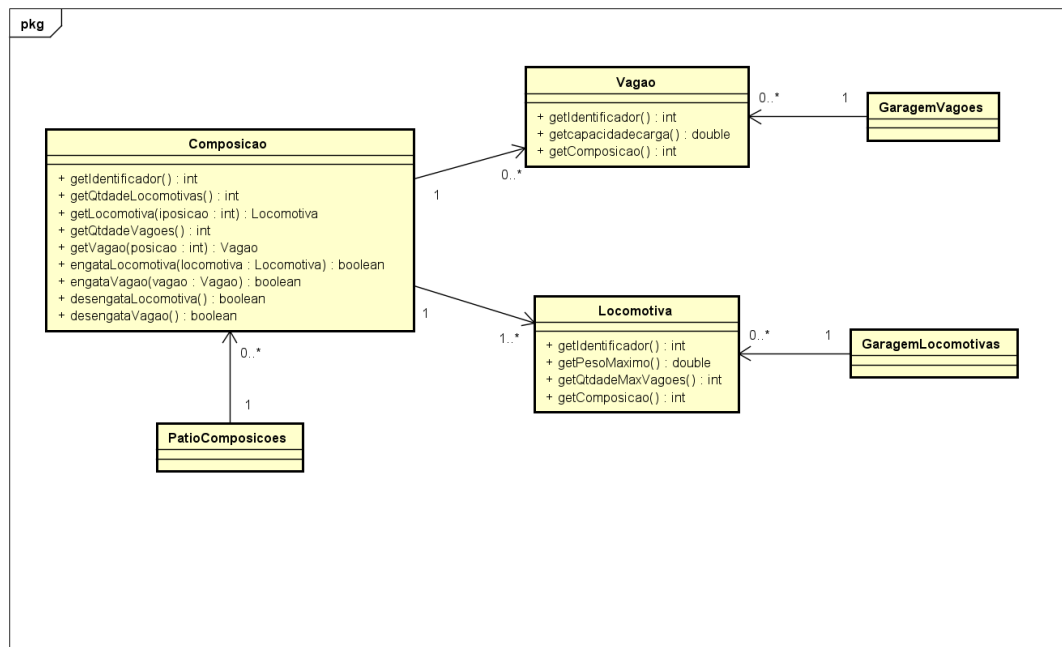 pkg
Vagao
+ getIdentificador() : int
+ getcapacidadecarga() : double
+ getComposicao() : int
0..*
1
GaragemVagoes
Composicao
+ getIdentificador() : int
+ getQtdadeLocomotivas() : int
+ getLocomotiva(iposicao : int) : Locomotiva
+ getQtdadeVagoes() : int
+ getVagao(posicao : int) : Vagao
+ engataLocomotiva(locomotiva : Locomotiva) : boolean
+ engataVagao(vagao : Vagao) : boolean
+ desengataLocomotiva() : boolean
+ desengataVagao() : boolean
1
0..*
1
1..*
Locomotiva
+ getIdentificador() : int
+ getPesoMaximo() : double
+ getQtdadeMaxVagoes() : int
+ getComposicao() : int
0..*
1
GaragemLocomotivas
0..*
1
PatioComposicoes